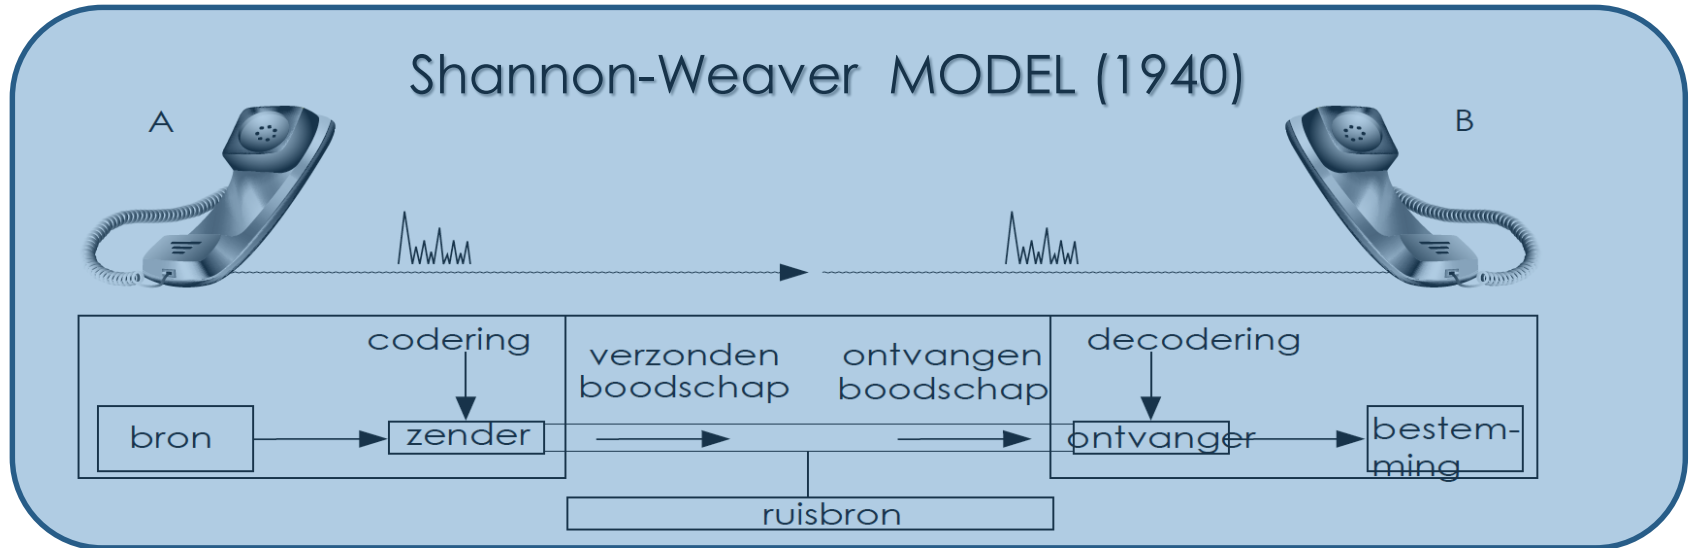 Shannon-Weaver MODEL (1940)
A
B
codering
verzonden
boodschap
ontvangen
boodschap
decodering
bron
zender
ontvanger
bestem-
ming
ruisbron